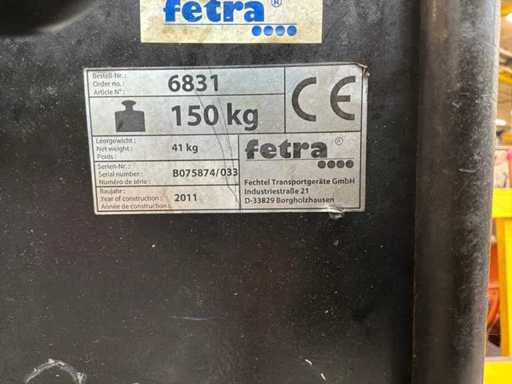 fetra®
Bestell-Nr.:
Order no.:
Article N°:
6831
150 kg
CE
Leergewicht:
Net weight:
Poids:
41 kg
Serien-Nr.:
Serial number:
Numéro de série:
B075874/033
Baujahr:
Year of construction:
Année de construction:
2011
fetra®
Fechtel Transportgeräte GmbH
Industriestraße 21
D-33829 Borgholzhausen